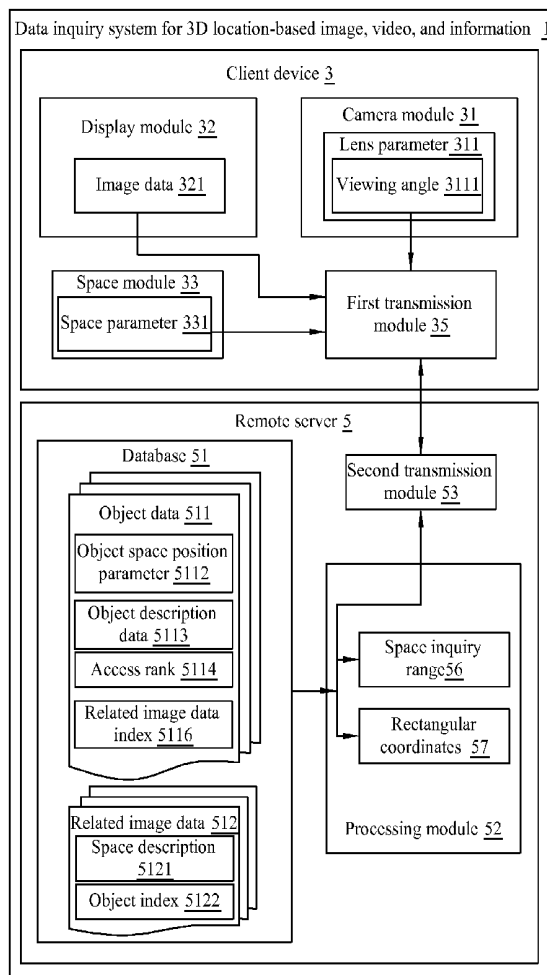 Data inquiry system for 3D location-based image, video, and information 1
Client device 3
Display module 32
Image data 321
Camera module 31
Lens parameter 311
Viewing angle 3111
Space module 33
Space parameter 331
First transmission
module 35
Remote server 5
Database 51
Object data 511
Object space position
parameter 5112
Object description
data 5113
Access rank 5114
Related image data
index 5116
Related image data 512
Space description
5121
Object index 5122
Second transmission
module 53
Space inquiry
range56
Rectangular
coordinates 57
Processing module 52